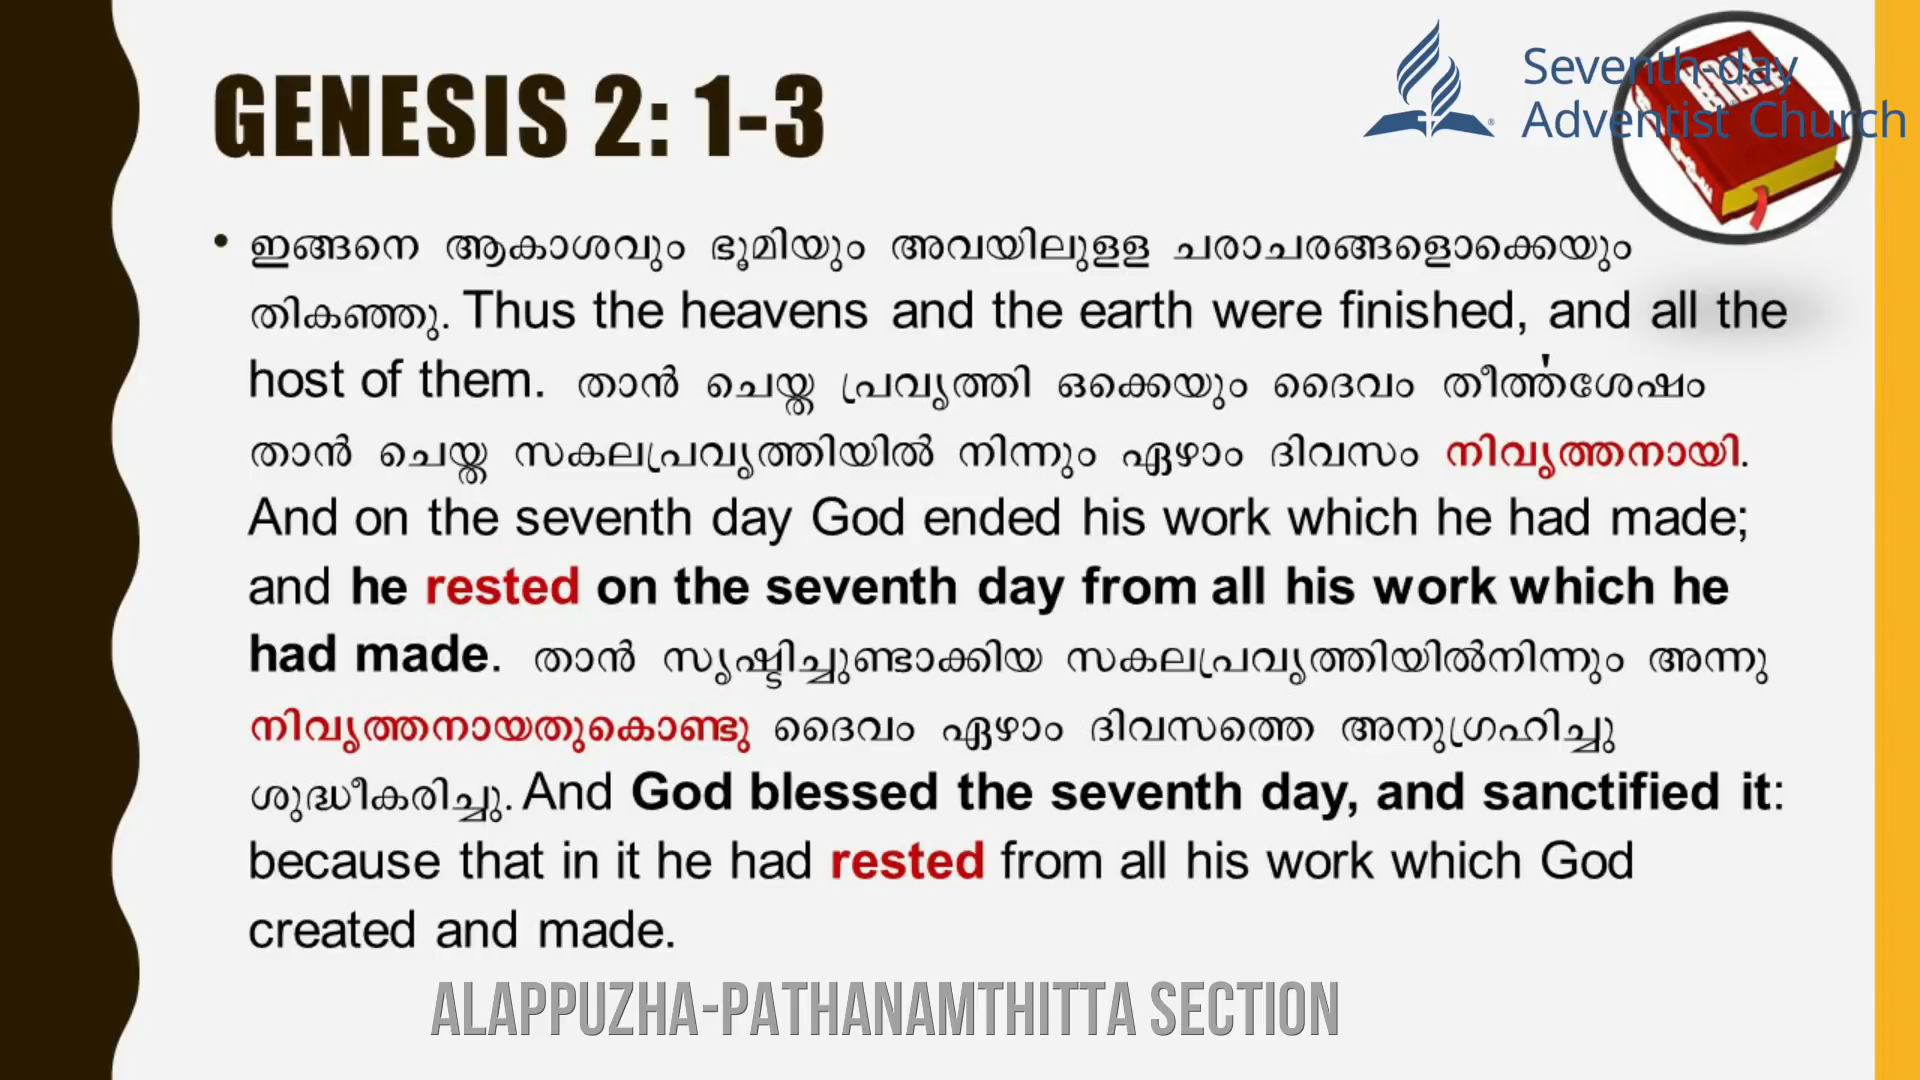 GENESIS 2: 1-3
Seventh-day
Adventist Church
BIBLE
• ഇങ്ങനെ ആകാശവും ഭൂമിയും അവയിലുളള ചരാചരങ്ങളൊക്കെയും
തികഞ്ഞു. Thus the heavens and the earth were finished, and all the
host of them. താൻ ചെയ്ത പ്രവൃത്തി ഒക്കെയും ദൈവം തീർത്തശേഷം
താൻ ചെയ്ത സകലപ്രവൃത്തിയിൽ നിന്നും ഏഴാം ദിവസം നിവൃത്തനായി.
And on the seventh day God ended his work which he had made;
and he rested on the seventh day from all his work which he
had made. താൻ സൃഷ്ടിച്ചുണ്ടാക്കിയ സകലപ്രവൃത്തിയിൽനിന്നും അന്നു
നിവൃത്തനായതുകൊണ്ടു ദൈവം ഏഴാം ദിവസത്തെ അനുഗ്രഹിച്ചു
ശുദ്ധീകരിച്ചു. And God blessed the seventh day, and sanctified it:
because that in it he had rested from all his work which God
created and made.
ALAPPUZHA-PATHANAMTHITTA SECTION